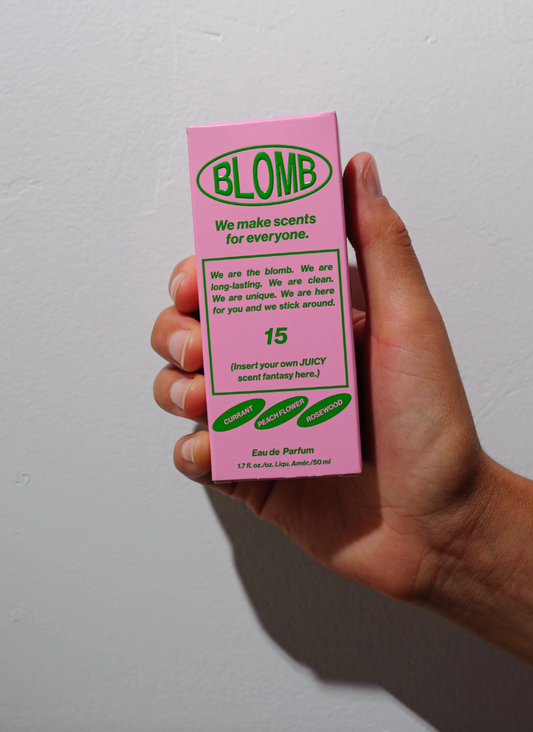 BLOMB
We make scents
for everyone.
We are the blomb. We are
long-lasting. We are clean.
We are unique. We are here
for you and we stick around.
15
(Insert your own JUICY
scent fantasy here.)
CURRANT PEACH FLOWER ROSEWOOD
Eau de Parfum
1.7 fl. oz./oz. Liqu. Amér./50 ml